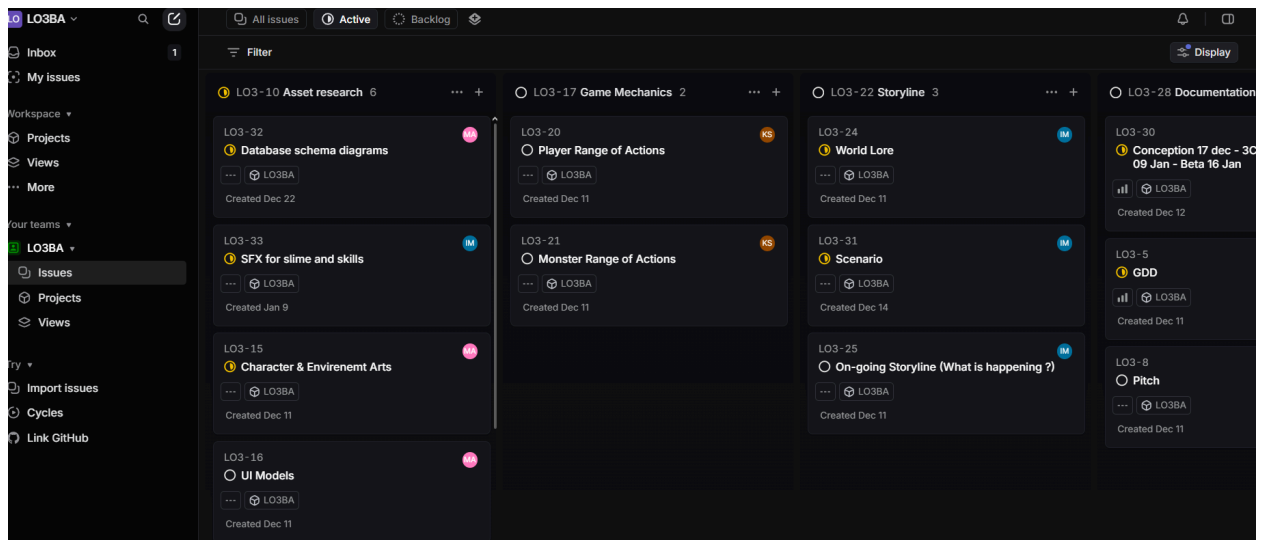 LO LO3BA
All issues Active Backlog
Inbox 1
My issues
Workspace
Projects
Views
More
Your teams
LO3BA
Issues
Projects
Views
Try
Import issues
Cycles
Link GitHub
Filter
Display
LO3-10 Asset research 6
LO3-32
MA
Database schema diagrams
LO3BA
Created Dec 22
LO3-33
IM
SFX for slime and skills
LO3BA
Created Jan 9
LO3-15
MA
Character & Envirenemt Arts
LO3BA
Created Dec 11
LO3-16
MA
UI Models
LO3BA
Created Dec 11
LO3-17 Game Mechanics 2
LO3-20
KS
Player Range of Actions
LO3BA
Created Dec 11
LO3-21
KS
Monster Range of Actions
LO3BA
Created Dec 11
LO3-22 Storyline 3
LO3-24
IM
World Lore
LO3BA
Created Dec 11
LO3-31
IM
Scenario
LO3BA
Created Dec 14
LO3-25
IM
On-going Storyline (What is happening ?)
LO3BA
Created Dec 11
LO3-28 Documentation
LO3-30
Conception 17 dec - 3C
09 Jan - Beta 16 Jan
LO3BA
Created Dec 12
LO3-5
GDD
LO3BA
Created Dec 11
LO3-8
Pitch
LO3BA
Created Dec 11